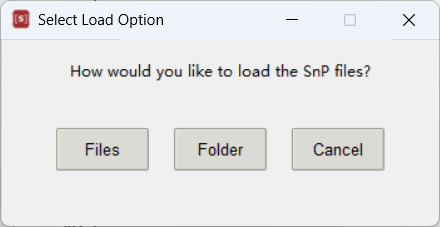 Select Load Option
How would you like to load the SnP files?
Files
Folder
Cancel